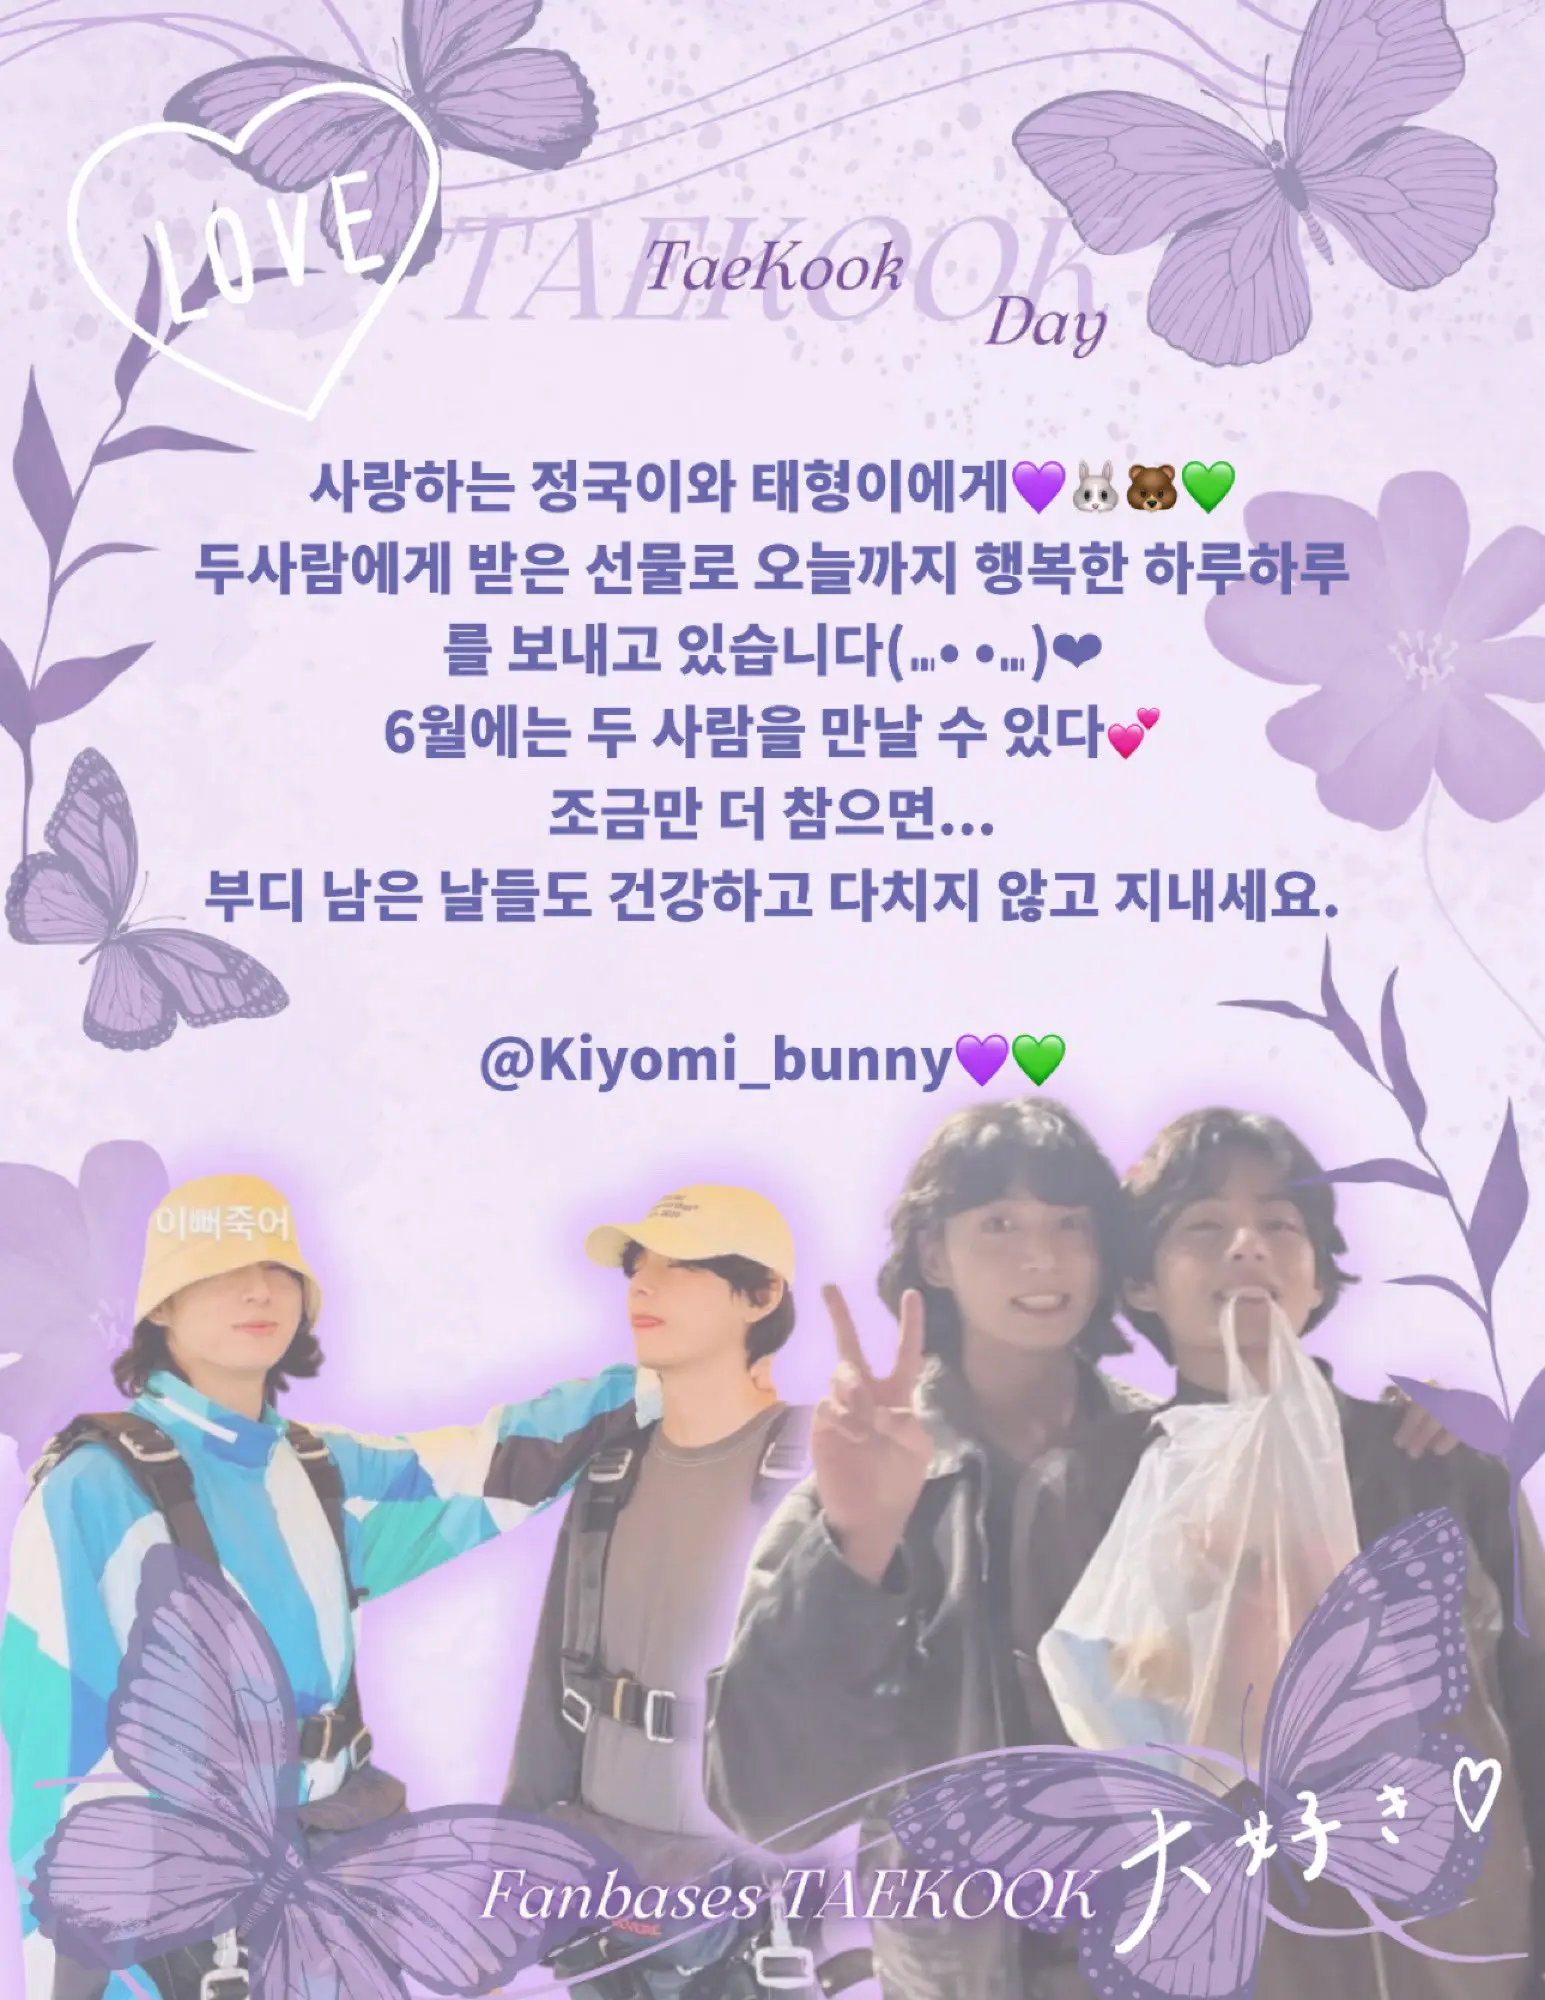 LOVE
TAEKOOK
TaeKook
Day
사랑하는 정국이와 태형이에게💜🐰🐻💚
두사람에게 받은 선물로 오늘까지 행복한 하루하루
를 보내고 있습니다(⑉• •⑉)❤
6월에는 두 사람을 만날 수 있다💕
조금만 더 참으면...
부디 남은 날들도 건강하고 다치지 않고 지내세요.
@Kiyomi_bunny💜💚
이뻐죽어
Fanbases TAEKOOK
大好き♡